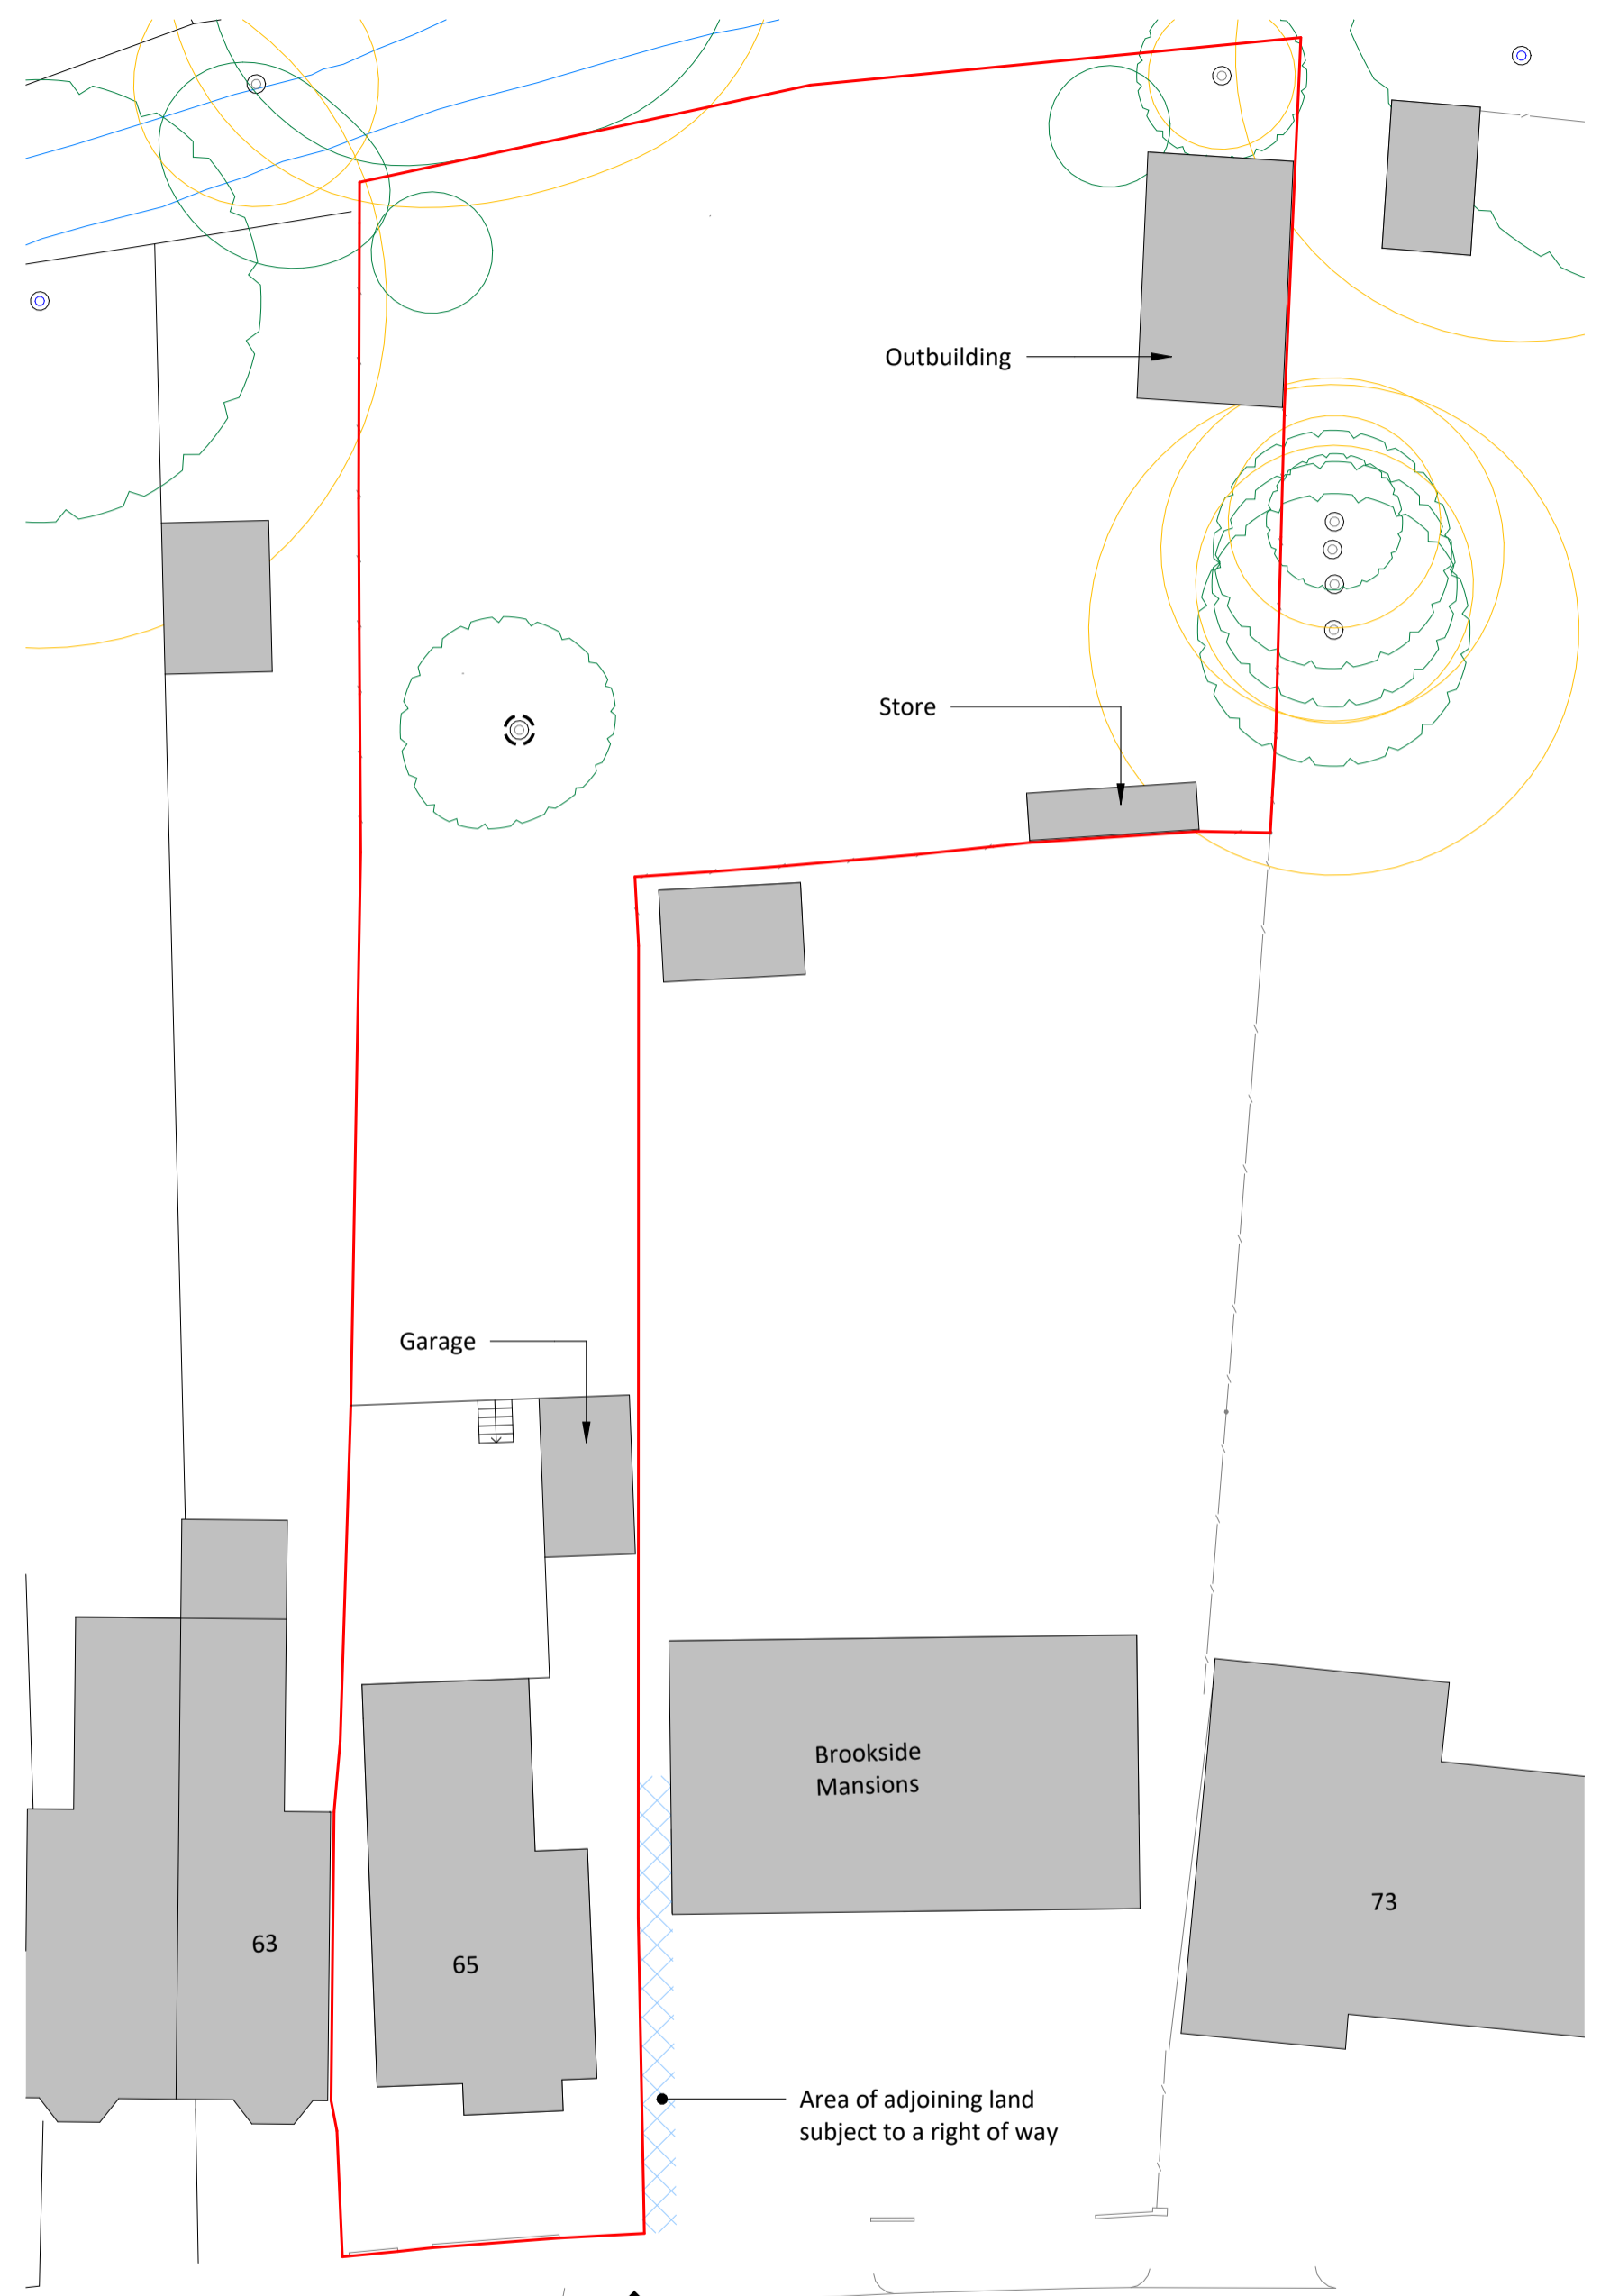 Outbuilding
Store
Garage
Brookside
Mansions
73
63
65
Area of adjoining land
subject to a right of way